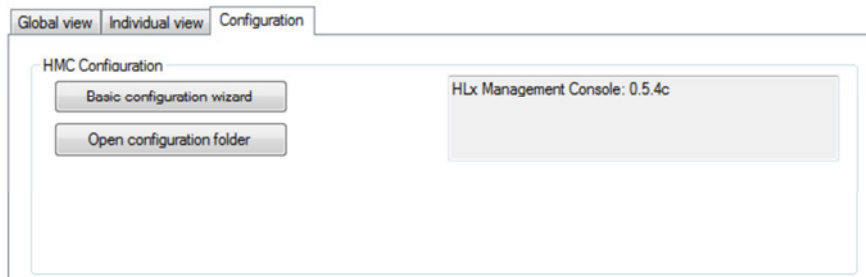 Global view Individual view Configuration
HMC Configuration
Basic configuration wizard
HLx Management Console: 0.5.4c
Open configuration folder